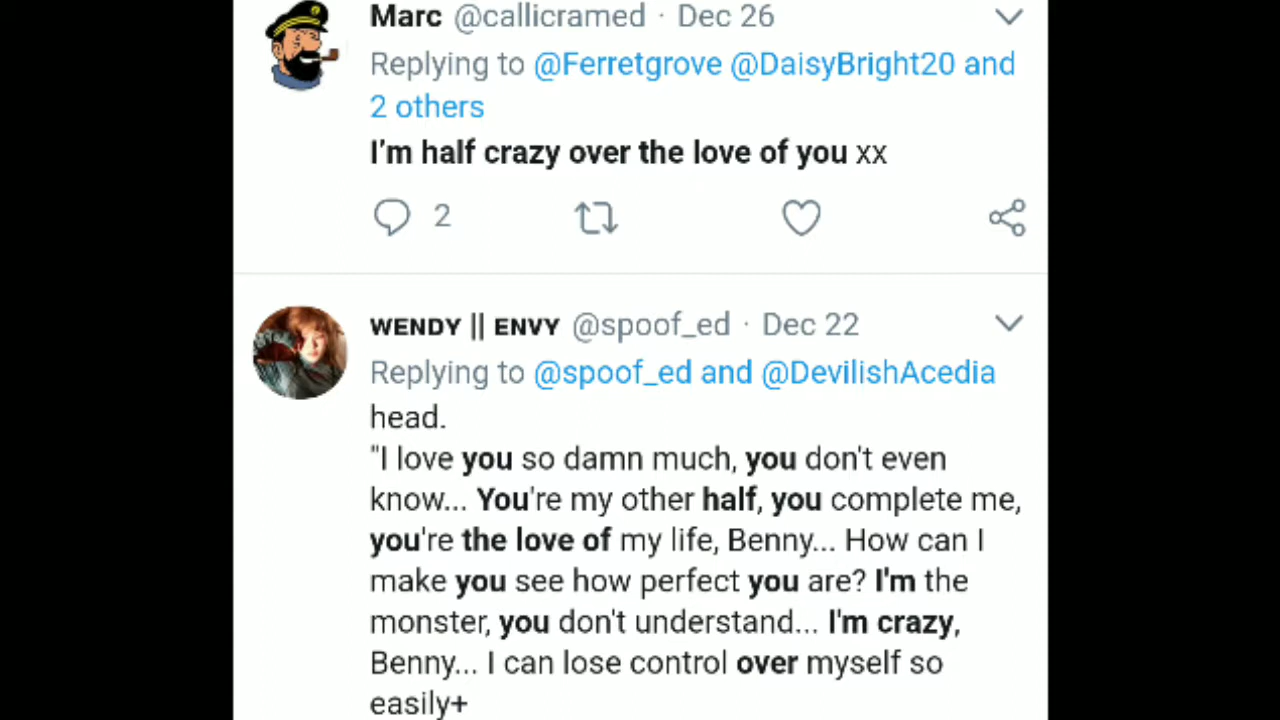 Marc @callicramed · Dec 26
Replying to @Ferretgrove @DaisyBright20 and
2 others
I'm half crazy over the love of you xx
2
WENDY || ENVY @spoof_ed · Dec 22
Replying to @spoof_ed and @DevilishAcedia
head.
"I love you so damn much, you don't even
know... You're my other half, you complete me,
you're the love of my life, Benny... How can I
make you see how perfect you are? I'm the
monster, you don't understand... I'm crazy,
Benny... I can lose control over myself so
easily+